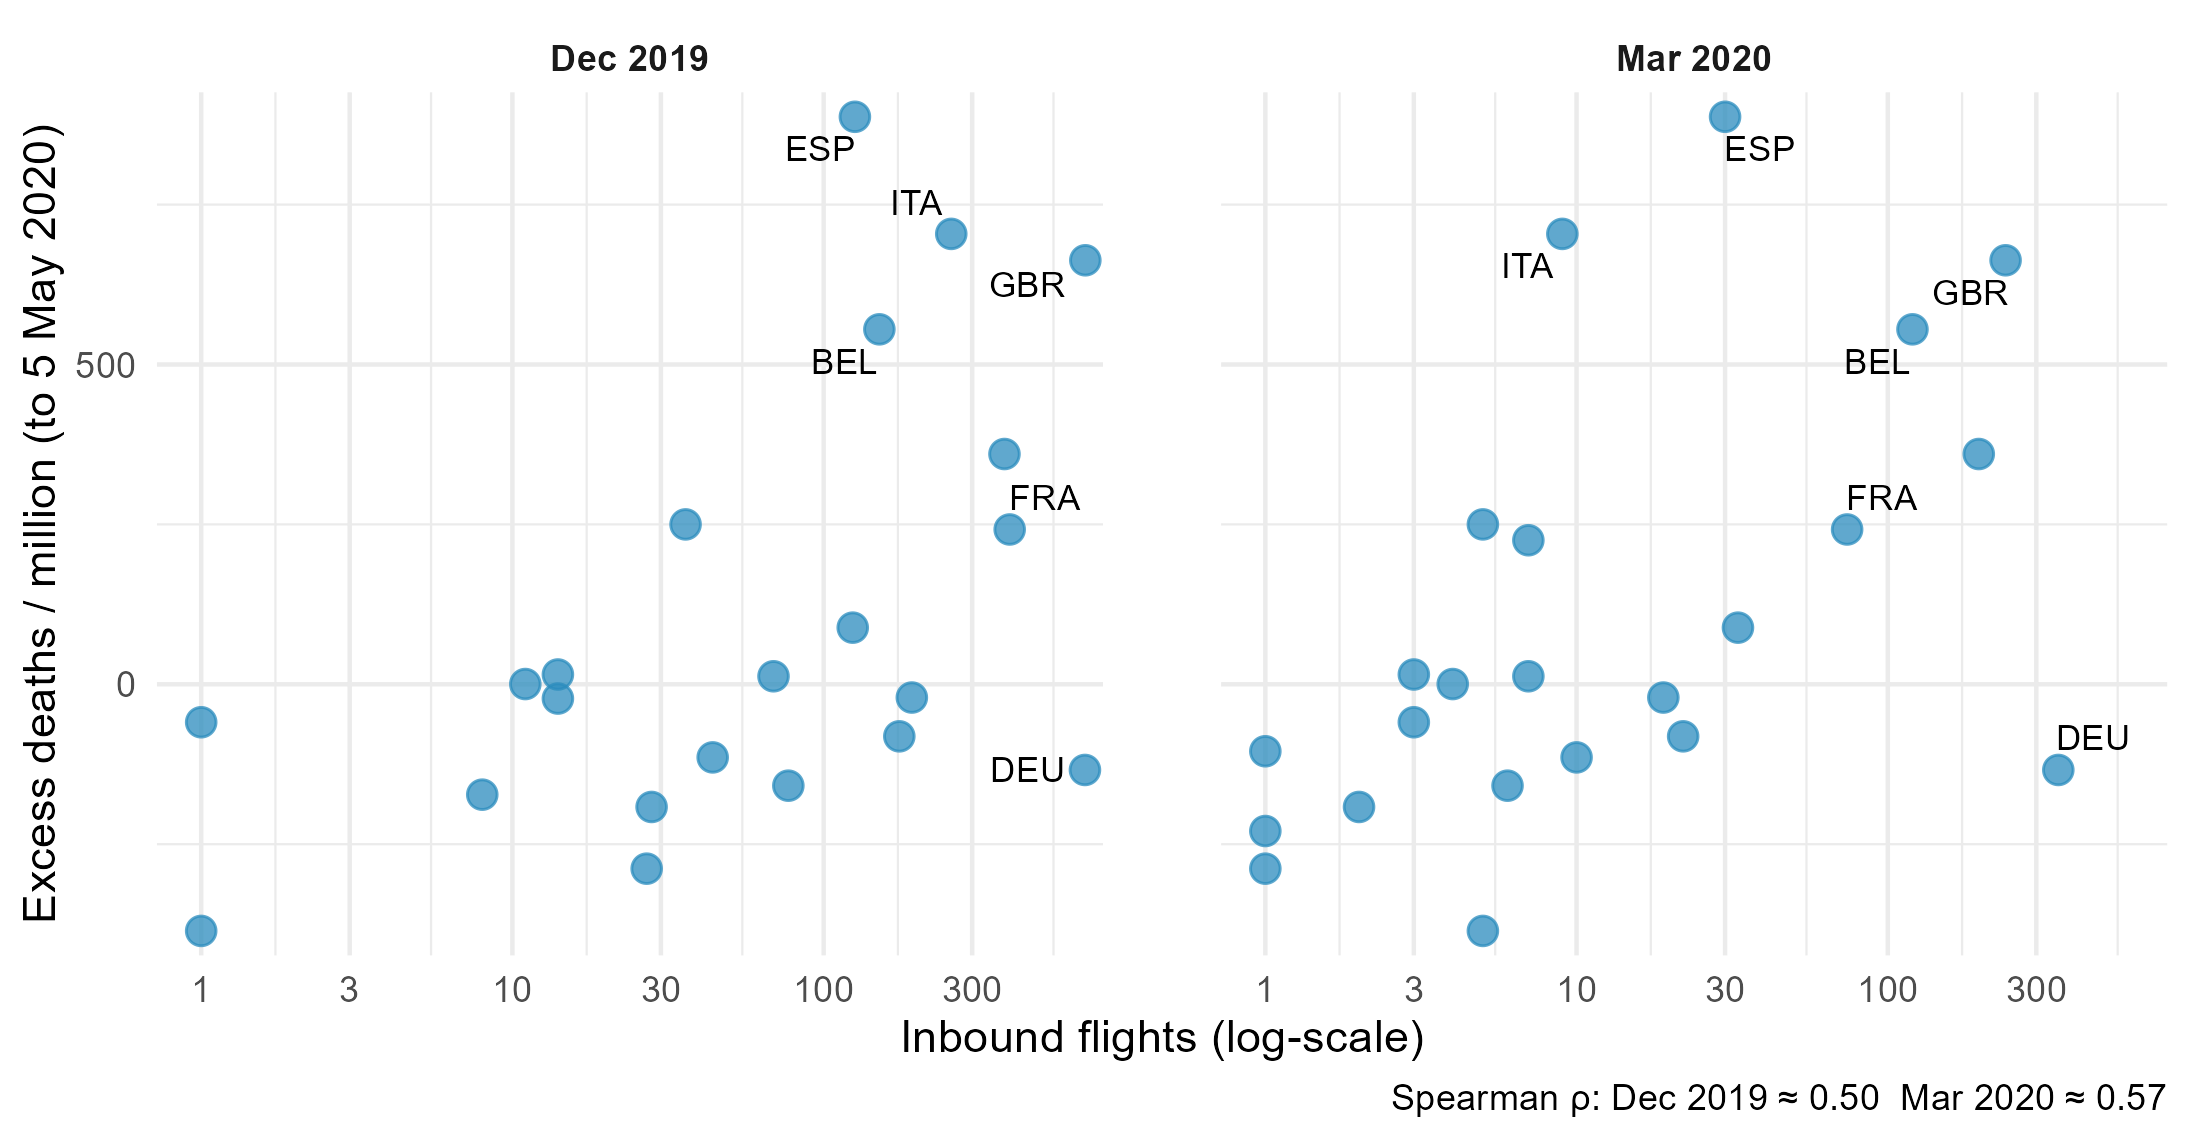 Dec 2019
Mar 2020
Excess deaths / million (to 5 May 2020)
500
0
ESP
ITA
GBR
BEL
FRA
DEU
ESP
ITA
GBR
BEL
FRA
DEU
1 3 10 30 100 300
1 3 10 30 100 300
Inbound flights (log-scale)
Spearman ρ: Dec 2019 ≈ 0.50  Mar 2020 ≈ 0.57